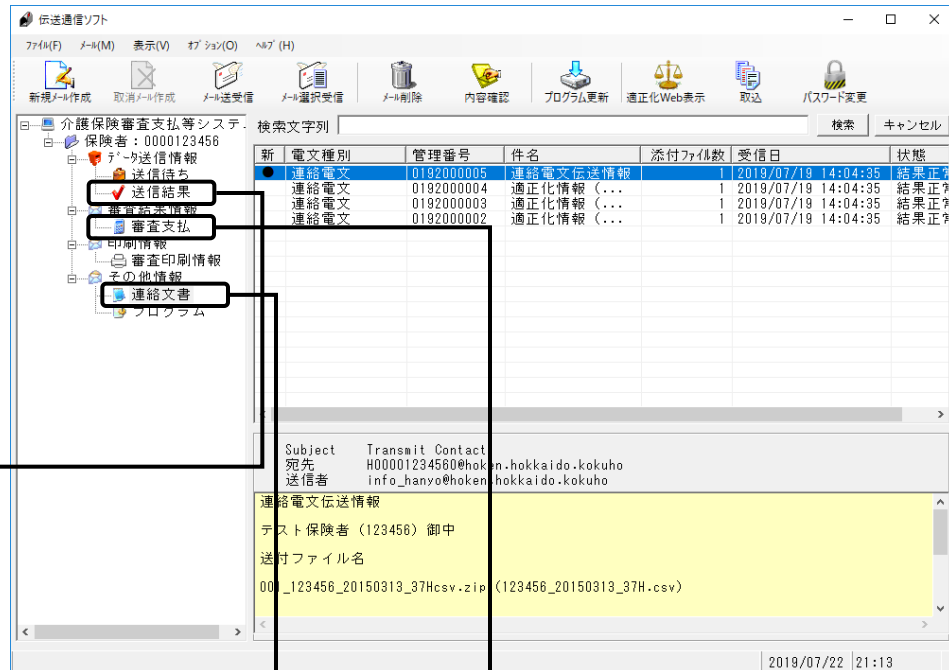 伝送通信ソフト
ファイル(F) メール(M) 表示(V) オプション(O) ヘルプ(H)
新規メール作成 取消メール作成 メール送受信 メール選択受信 メール削除 内容確認 プログラム更新 適正化Web表示 取込 パスワード変更
介護保険審査支払等システ
保険者：0000123456
データ送信情報
送信待ち
送信結果
審査結果情報
審査支払
印刷情報
審査印刷情報
その他情報
連絡文書
プログラム
検索文字列 検索 キャンセル
新 電文種別 管理番号 件名 添付ファイル数 受信日 状態
● 連絡電文 0192000005 連絡電文伝送情報 1 2019/07/19 14:04:35 結果正常
連絡電文 0192000004 適正化情報（... 1 2019/07/19 14:04:35 結果正常
連絡電文 0192000003 適正化情報（... 1 2019/07/19 14:04:35 結果正常
連絡電文 0192000002 適正化情報（... 1 2019/07/19 14:04:35 結果正常
Subject Transmit Contact
宛先 H00001234560@hoken.hokkaido.kokuho
送信者 info_hanyo@hoken.hokkaido.kokuho
連絡電文伝送情報
テスト保険者（123456）御中
送付ファイル名
001_123456_20150313_37Hcsv.zip (123456_20150313_37H.csv)
2019/07/22 21:13